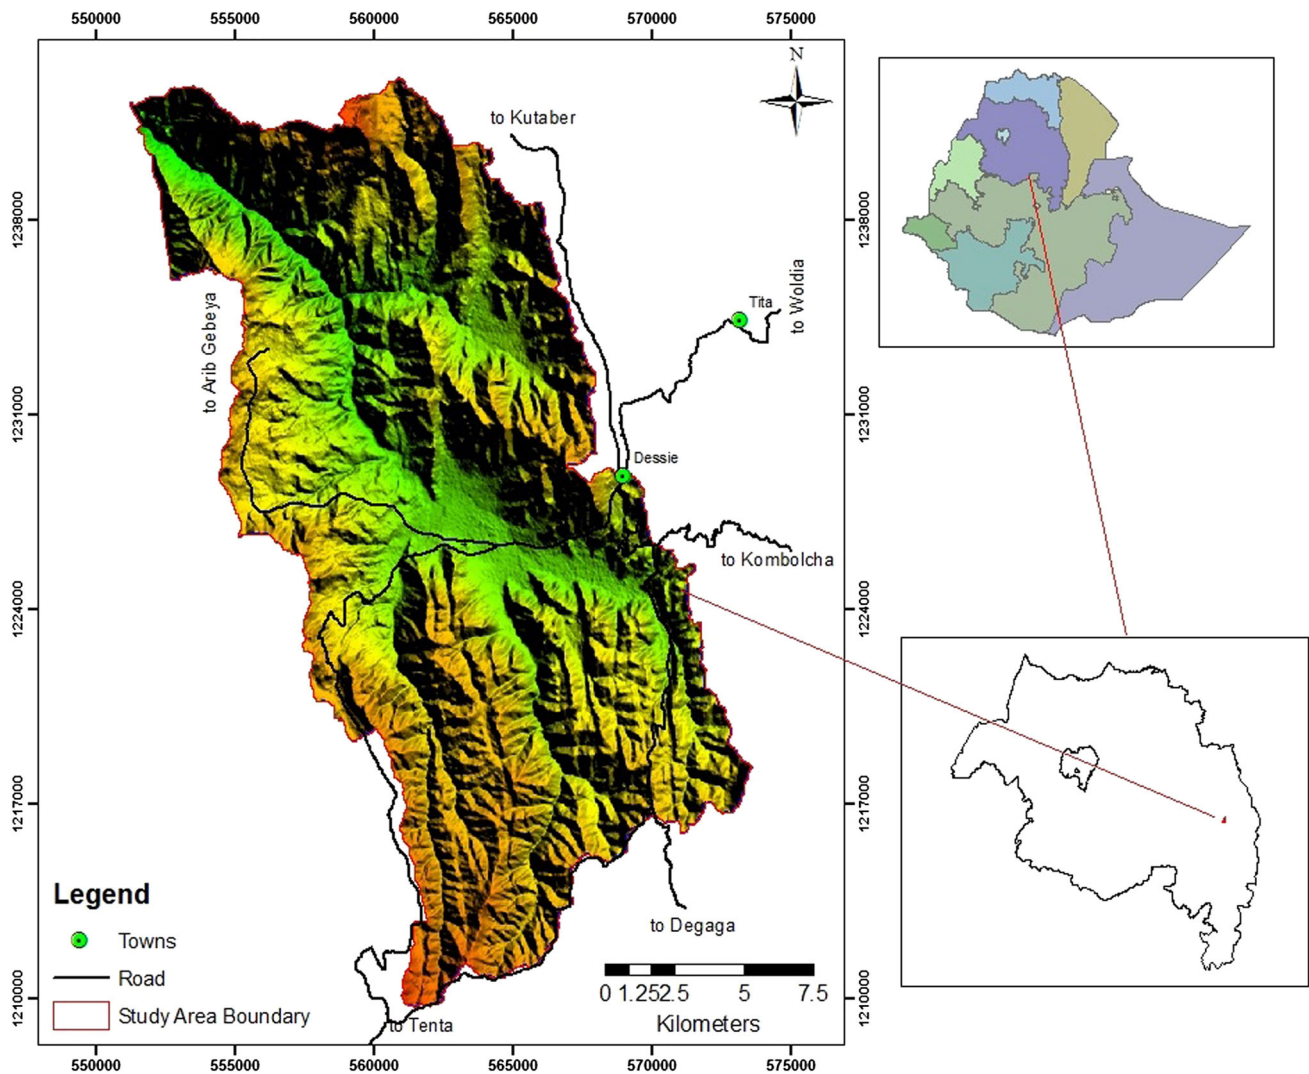 550000 555000 560000 565000 570000 575000
N
to Kutaber
1238000
1238000
Tita
to Woldia
to Arib Gebeya
1231000
1231000
Dessie
to Kombolcha
1224000
1224000
1217000
1217000
Legend
Towns
Road
Study Area Boundary
to Degaga
0 1.252.5 5 7.5
Kilometers
1210000
1210000
to Tenta
550000 555000 560000 565000 570000 575000